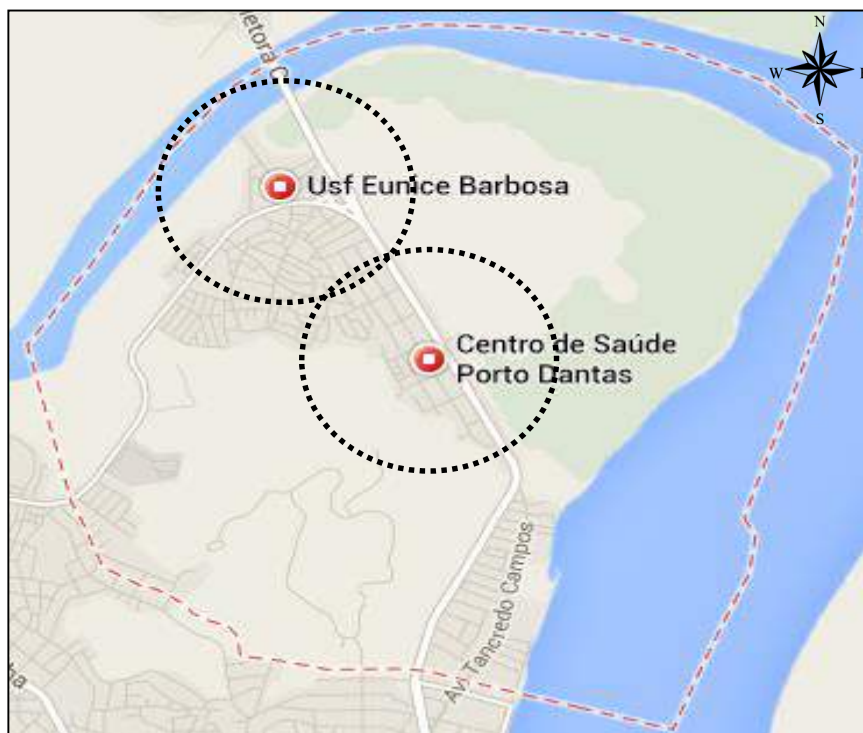 N
W
S
Usf Eunice Barbosa
Centro de Saúde
Porto Dantas
Av. Tancredo Campos